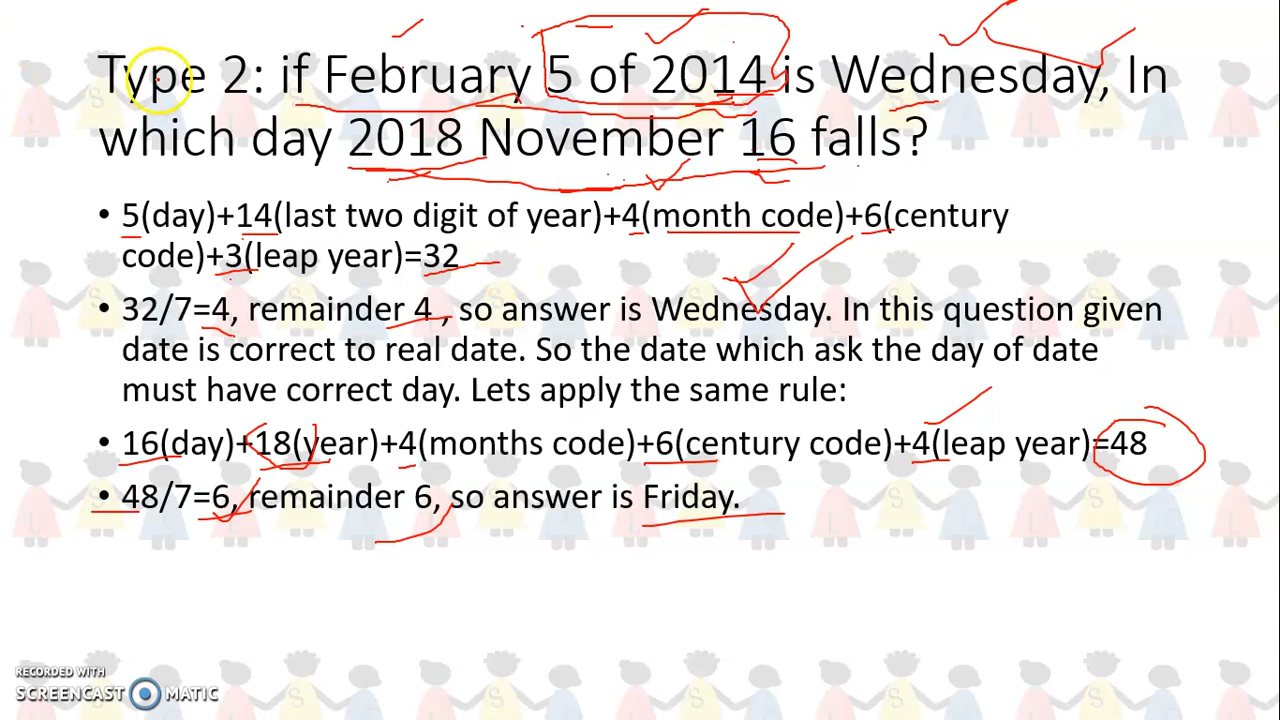 Type 2: if February 5 of 2014 is Wednesday, In
which day 2018 November 16 falls?
• 5(day)+14(last two digit of year)+4(month code)+6(century
code)+3(leap year)=32
• 32/7=4, remainder 4 , so answer is Wednesday. In this question given
date is correct to real date. So the date which ask the day of date
must have correct day. Lets apply the same rule:
• 16(day)+18(year)+4(months code)+6(century code)+4(leap year)=48
• 48/7=6, remainder 6, so answer is Friday.
RECORDED WITH
SCREENCAST MATIC